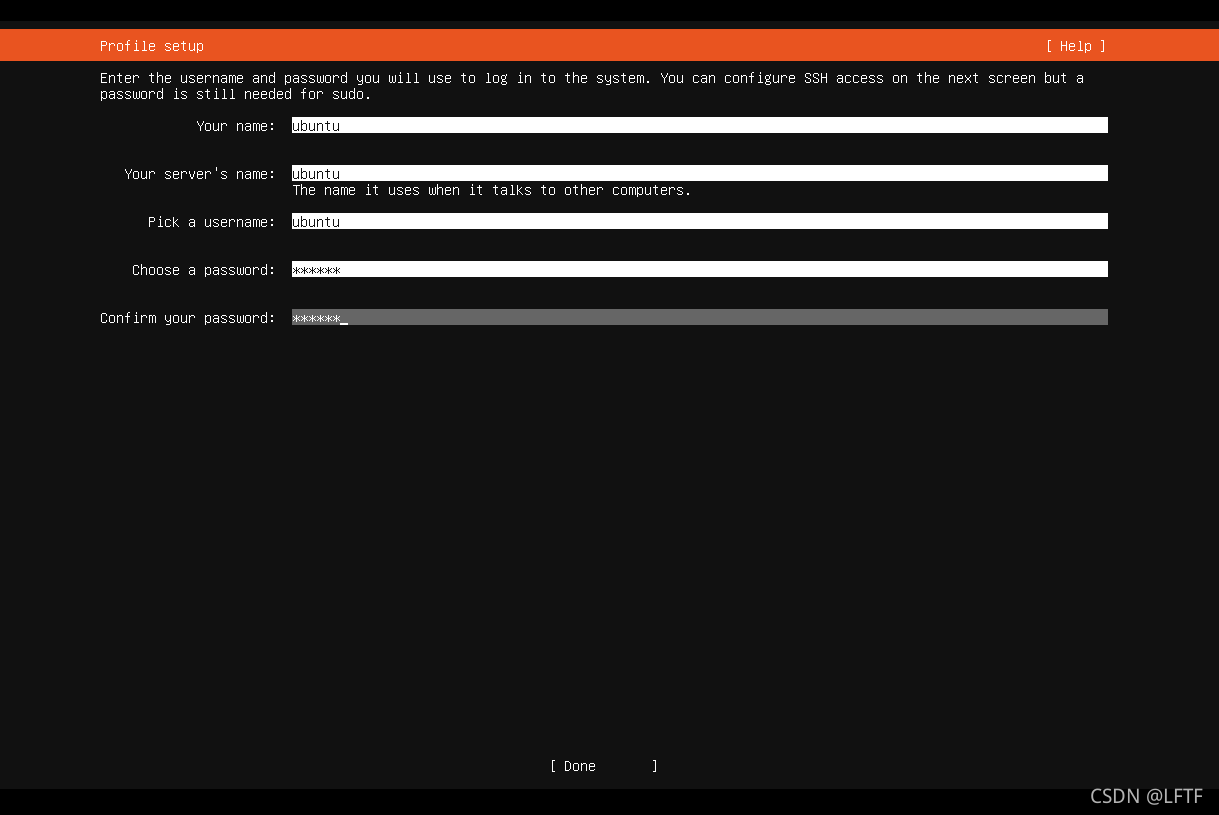 Profile setup [ Help ]
Enter the username and password you will use to log in to the system. You can configure SSH access on the next screen but a
password is still needed for sudo.
Your name: ubuntu
Your server's name: ubuntu
The name it uses when it talks to other computers.
Pick a username: ubuntu
Choose a password: ******
Confirm your password: ******_
[ Done ]
CSDN @LFTF